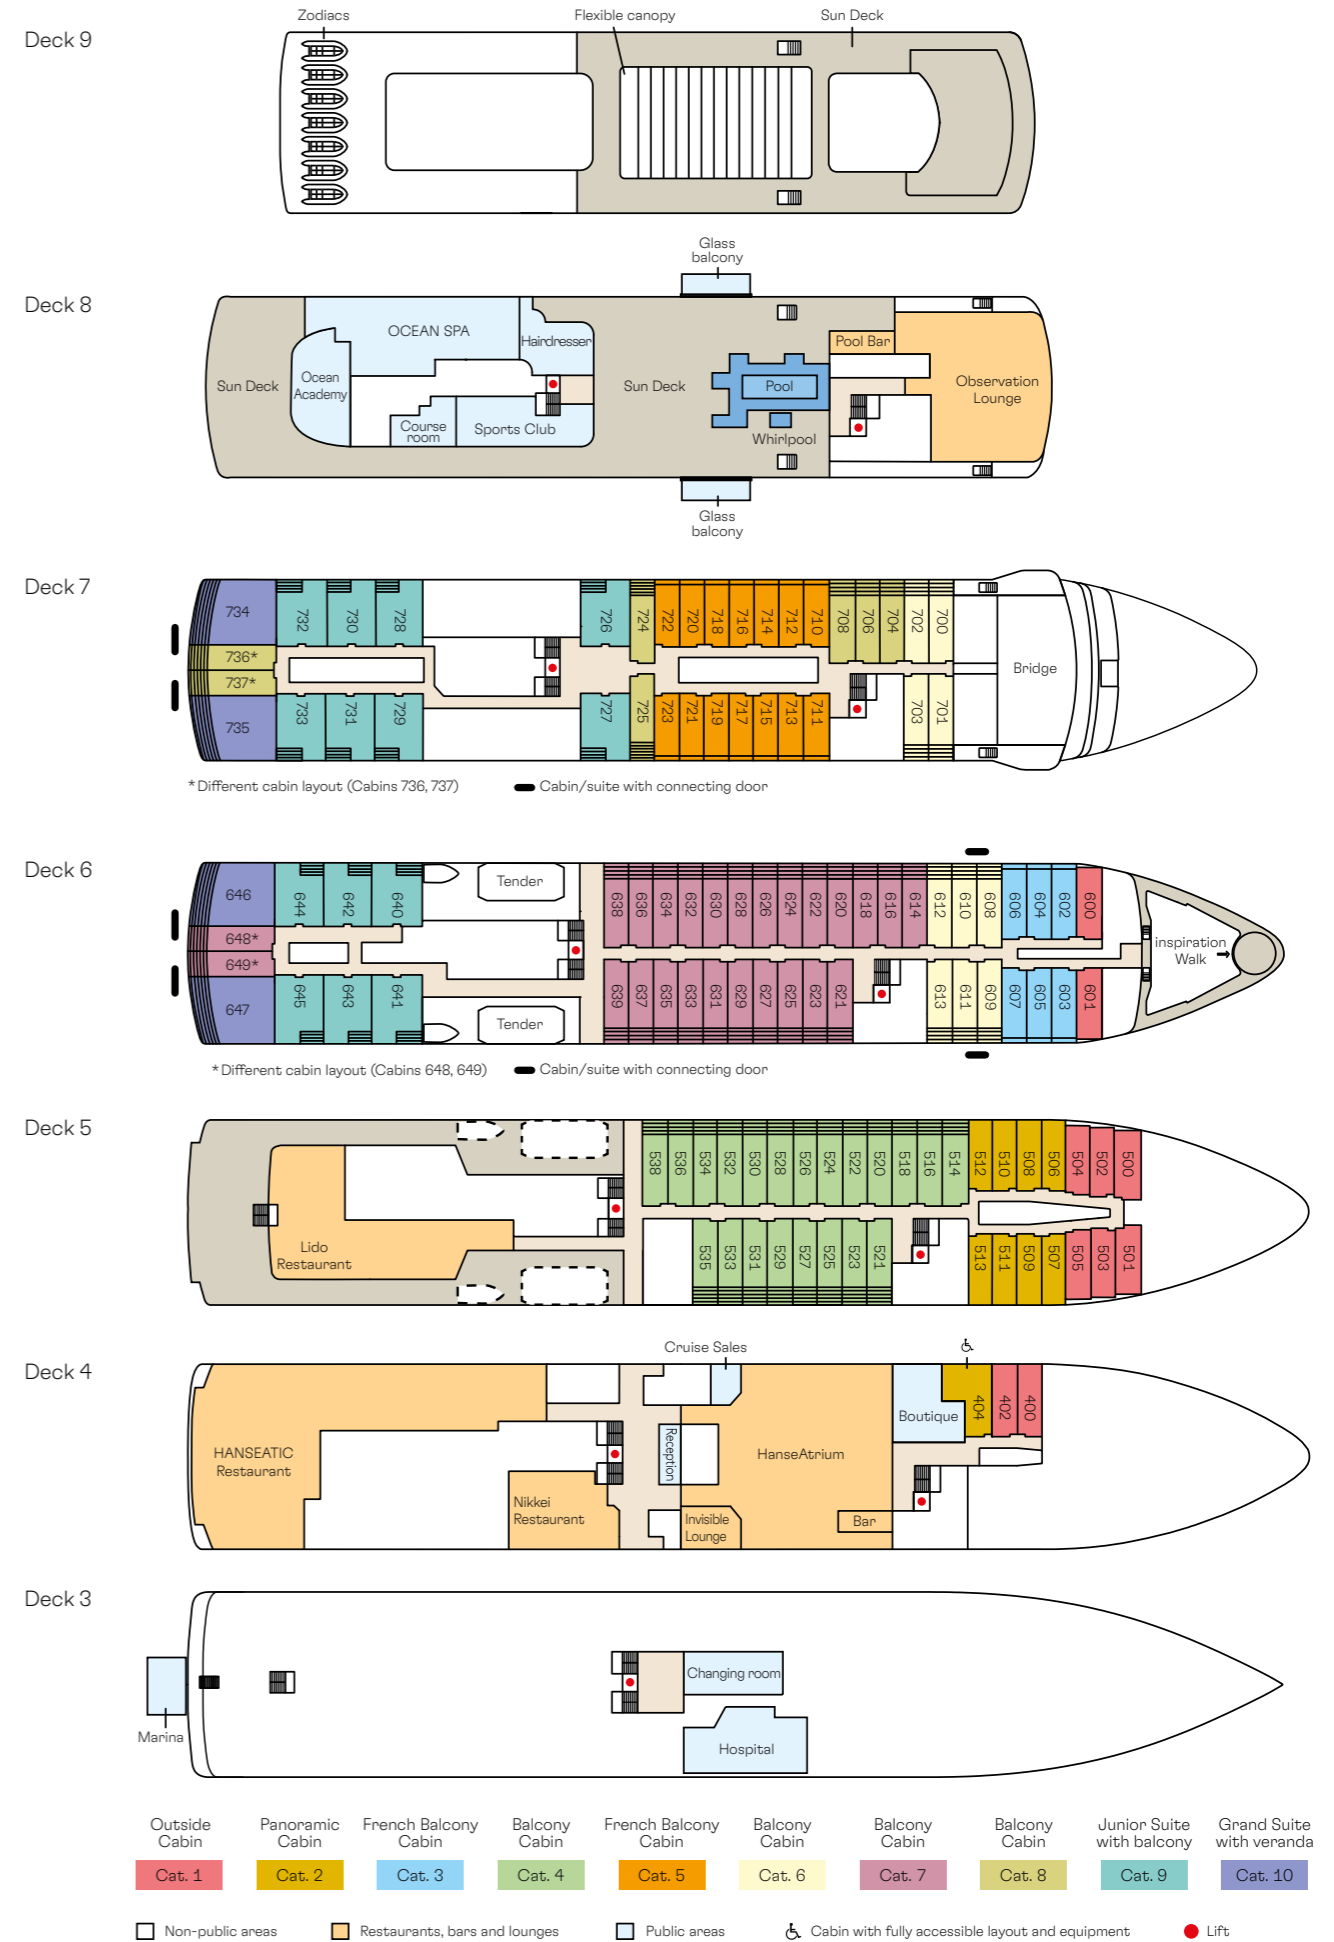 Zodiacs
Flexible canopy
Sun Deck
Deck 9
Glass
balcony
Deck 8
OCEAN SPA
Hairdresser
Pool Bar
Sun Deck
Ocean
Academy
Sun Deck
Pool
Observation
Lounge
Course
room
Sports Club
Whirlpool
Glass
balcony
Deck 7
734
732
730
728
726
724
722
720
718
716
714
712
710
708
706
704
702
700
736*
737*
Bridge
735
733
731
729
727
725
723
721
719
717
715
713
711
703
701
* Different cabin layout (Cabins 736, 737)
Cabin/suite with connecting door
Deck 6
646
644
642
640
Tender
638
636
634
632
630
628
626
624
622
620
618
616
614
612
610
608
606
604
602
600
648*
649*
inspiration
Walk
647
645
643
641
Tender
639
637
635
633
631
629
627
625
623
621
613
611
609
607
605
603
601
* Different cabin layout (Cabins 648, 649)
Cabin/suite with connecting door
Deck 5
538
536
534
532
530
528
526
524
522
520
518
516
514
512
510
508
506
504
502
500
Lido
Restaurant
535
533
531
529
527
525
523
521
513
511
509
507
505
503
501
Cruise Sales
Deck 4
HANSEATIC
Restaurant
Reception
HanseAtrium
Boutique
404
402
400
Nikkei
Restaurant
Invisible
Lounge
Bar
Deck 3
Changing room
Marina
Hospital
Outside
Cabin
Cat. 1
Panoramic
Cabin
Cat. 2
French Balcony
Cabin
Cat. 3
Balcony
Cabin
Cat. 4
French Balcony
Cabin
Cat. 5
Balcony
Cabin
Cat. 6
Balcony
Cabin
Cat. 7
Balcony
Cabin
Cat. 8
Junior Suite
with balcony
Cat. 9
Grand Suite
with veranda
Cat. 10
Non-public areas
Restaurants, bars and lounges
Public areas
Cabin with fully accessible layout and equipment
Lift